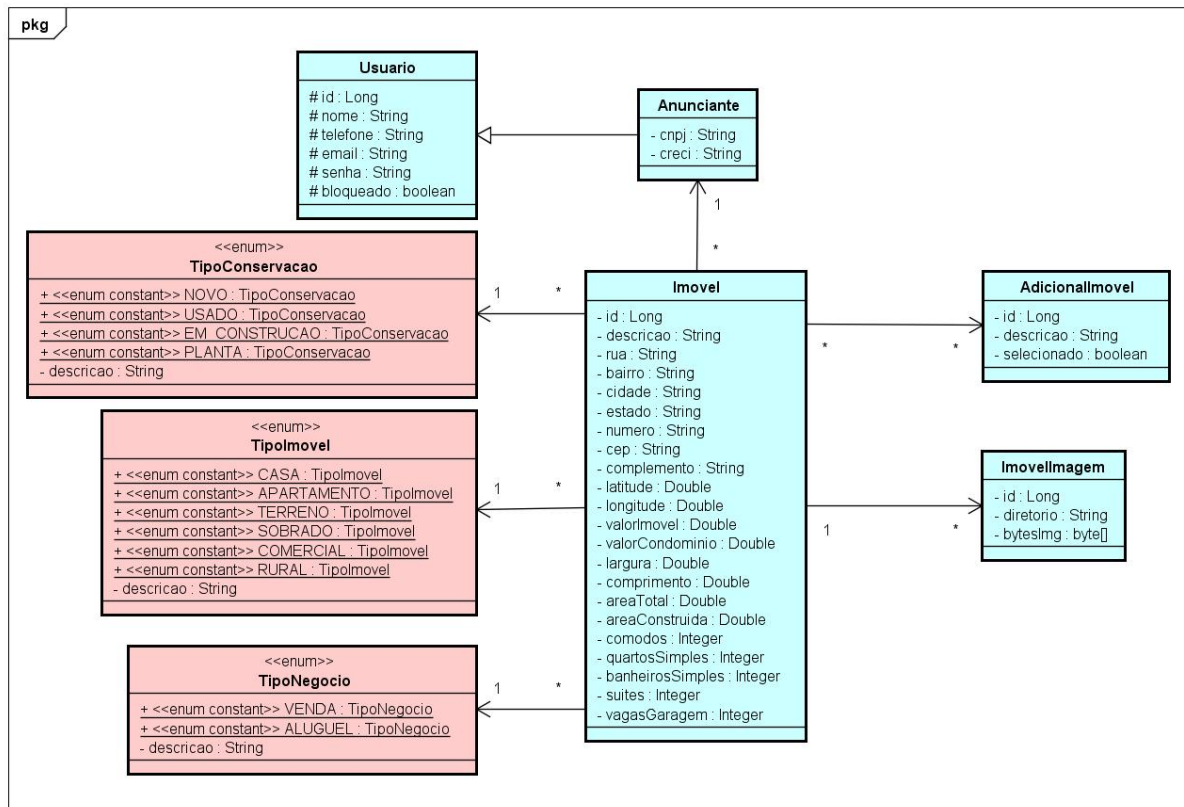 pkg
Usuario
# id : Long
# nome : String
# telefone : String
# email : String
# senha : String
# bloqueado : boolean
Anunciante
- cnpj : String
- creci : String
1
*
<<enum>>
TipoConservacao
+ <<enum constant>> NOVO : TipoConservacao
+ <<enum constant>> USADO : TipoConservacao
+ <<enum constant>> EM_CONSTRUCAO : TipoConservacao
+ <<enum constant>> PLANTA : TipoConservacao
- descricao : String
1
*
<<enum>>
TipoImovel
+ <<enum constant>> CASA : TipoImovel
+ <<enum constant>> APARTAMENTO : TipoImovel
+ <<enum constant>> TERRENO : TipoImovel
+ <<enum constant>> SOBRADO : TipoImovel
+ <<enum constant>> COMERCIAL : TipoImovel
+ <<enum constant>> RURAL : TipoImovel
- descricao : String
1
*
<<enum>>
TipoNegocio
+ <<enum constant>> VENDA : TipoNegocio
+ <<enum constant>> ALUGUEL : TipoNegocio
- descricao : String
1
*
Imovel
- id : Long
- descricao : String
- rua : String
- bairro : String
- cidade : String
- estado : String
- numero : String
- cep : String
- complemento : String
- latitude : Double
- longitude : Double
- valorImovel : Double
- valorCondominio : Double
- largura : Double
- comprimento : Double
- areaTotal : Double
- areaConstruida : Double
- comodos : Integer
- quartosSimples : Integer
- banheirosSimples : Integer
- suites : Integer
- vagasGaragem : Integer
*
*
AdicionalImovel
- id : Long
- descricao : String
- selecionado : boolean
1
*
ImovelImagem
- id : Long
- diretorio : String
- bytesImg : byte[]